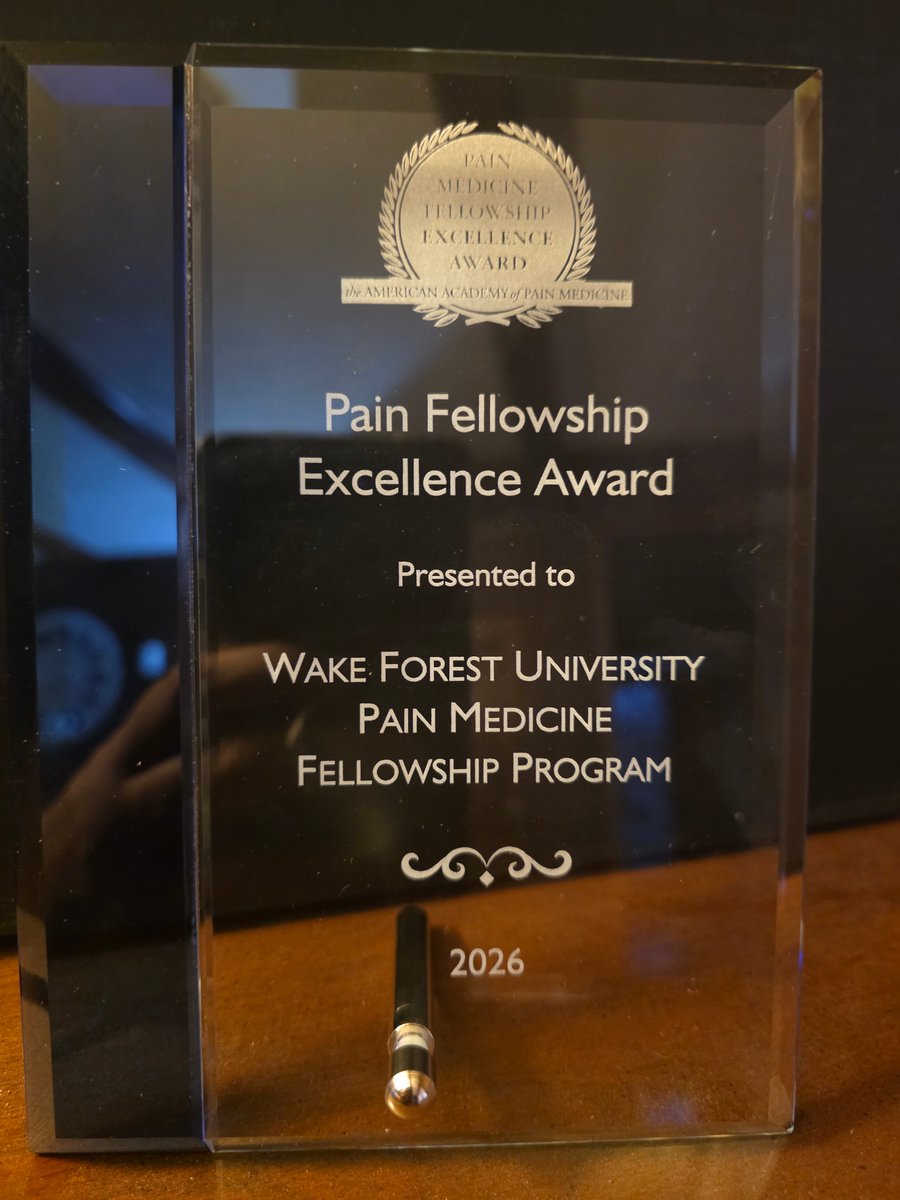 PAIN
MEDICINE
FELLOWSHIP
EXCELLENCE
AWARD
the AMERICAN ACADEMY of PAIN MEDICINE
Pain Fellowship
Excellence Award
Presented to
WAKE FOREST UNIVERSITY
PAIN MEDICINE
FELLOWSHIP PROGRAM
2026